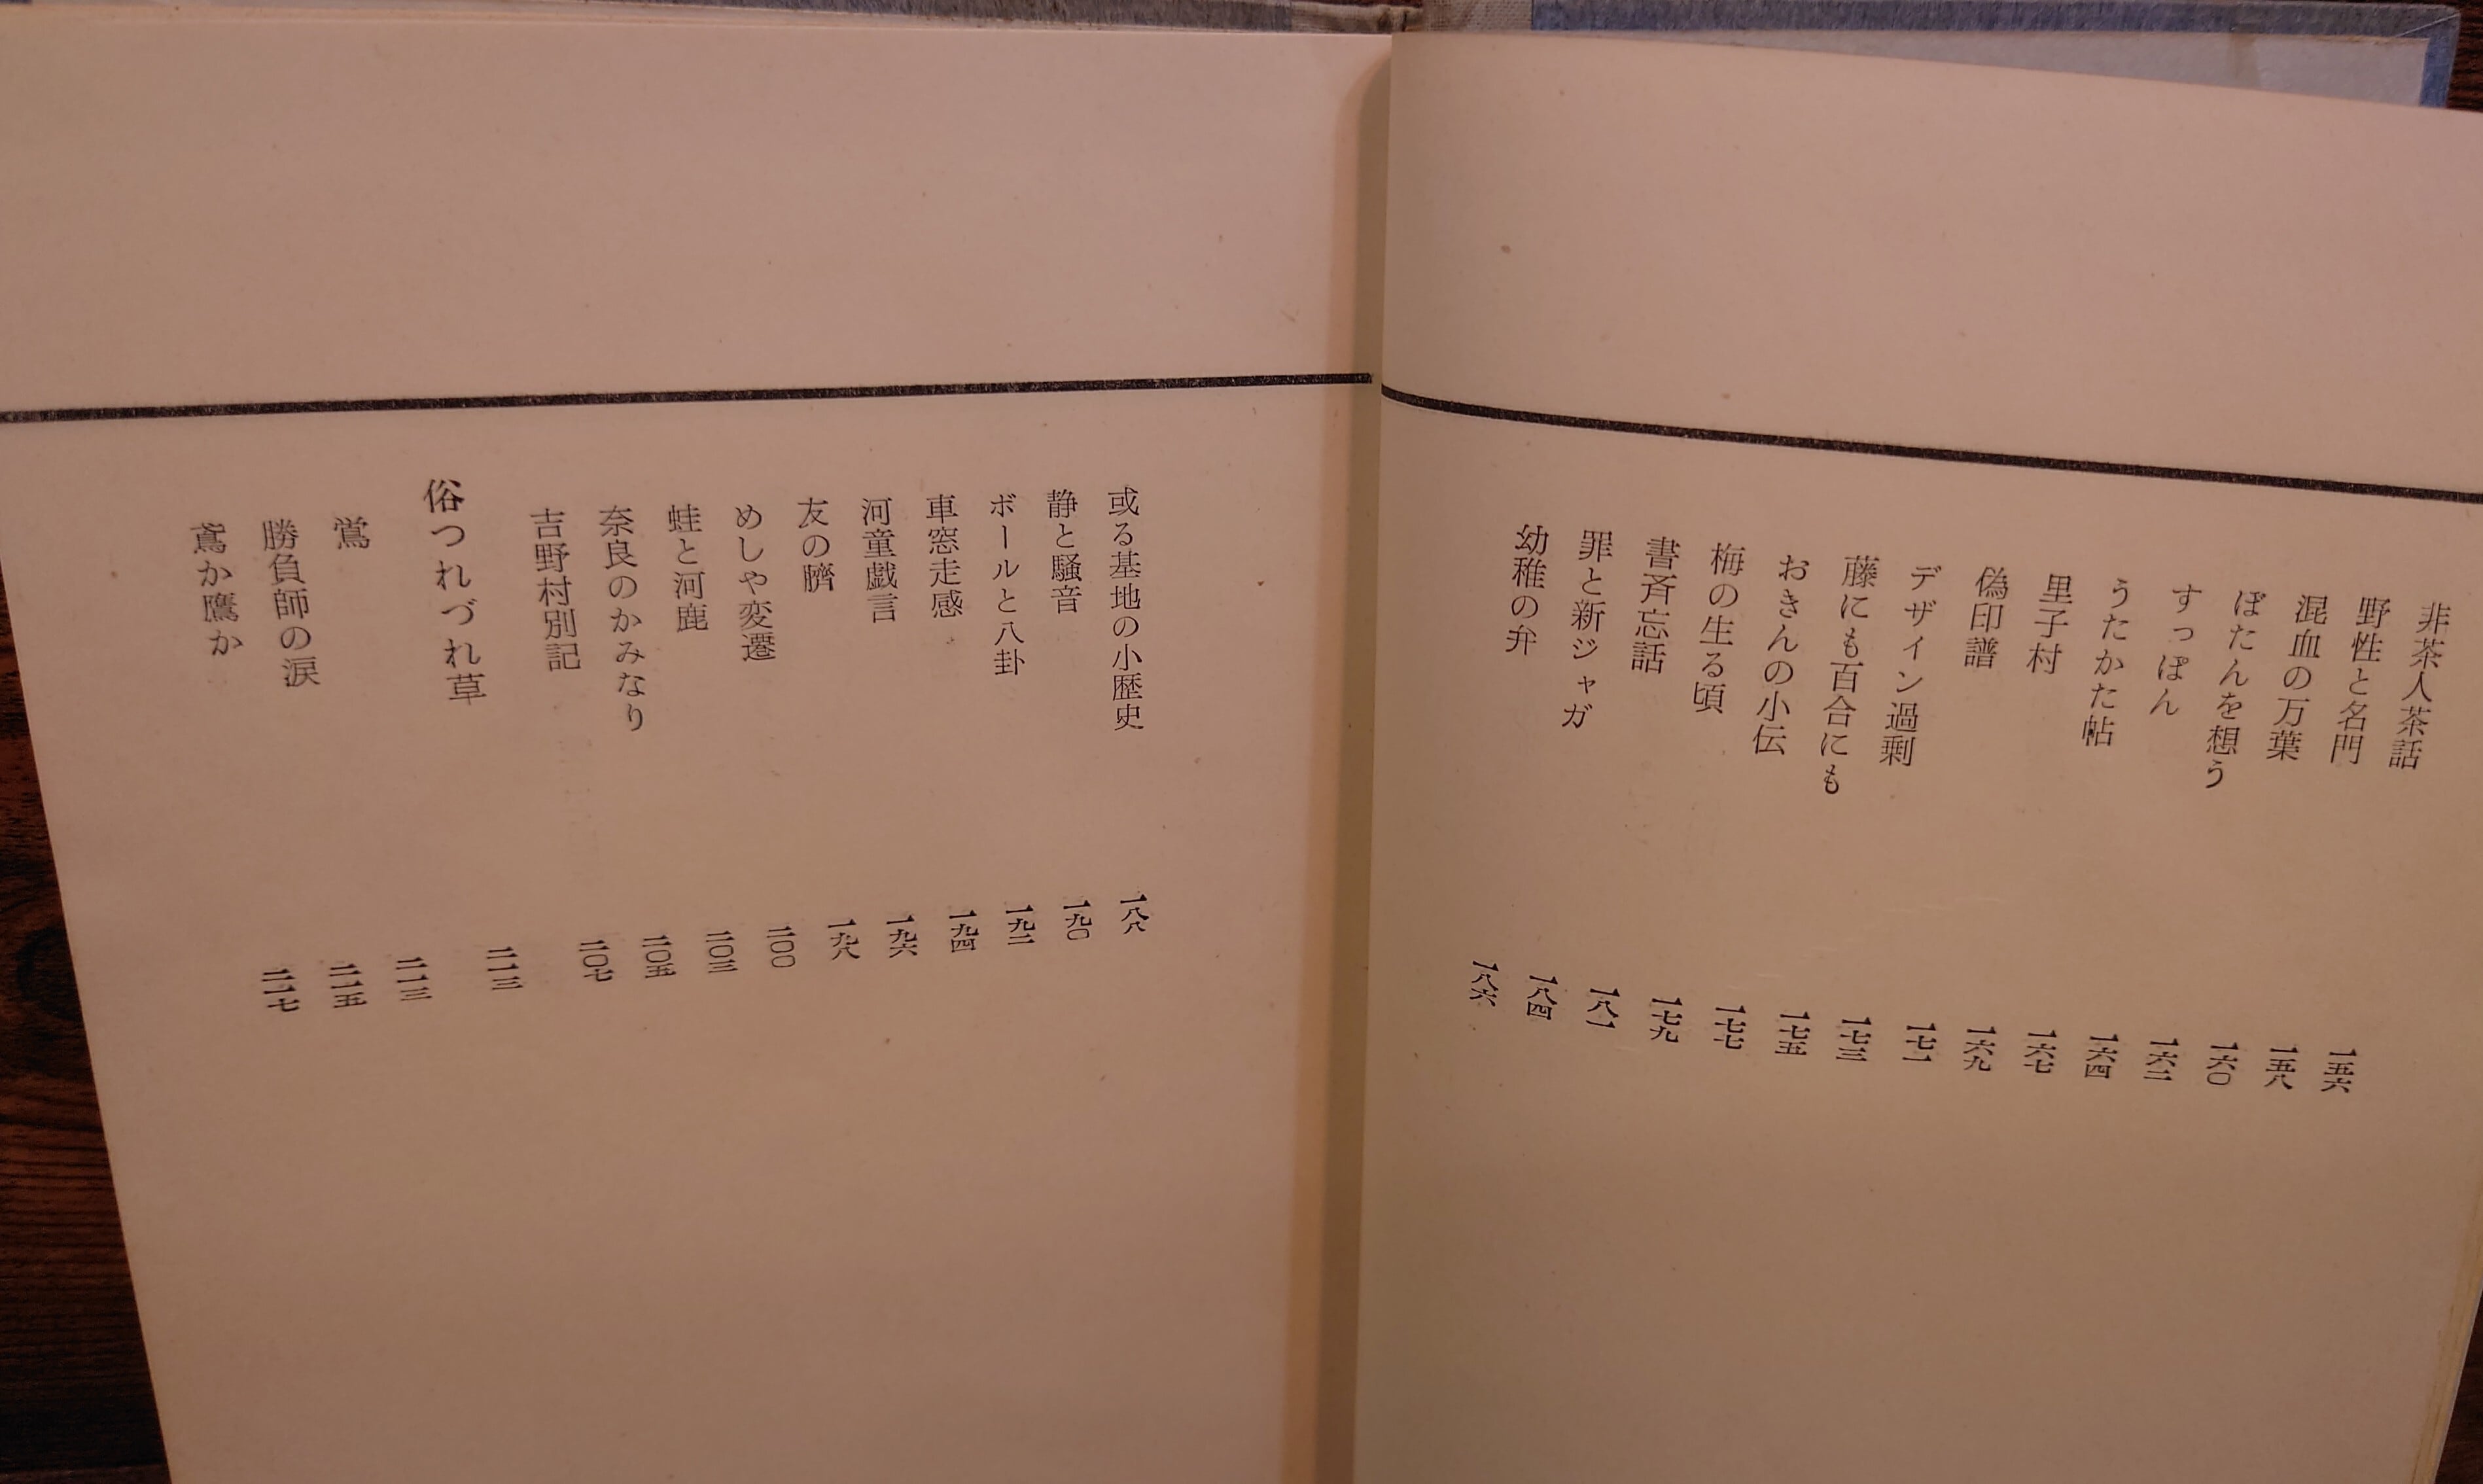 非茶人茶話 一五六
野性と名門 一五八
混血の万葉 一六〇
ぼたんを想う 一六二
すっぽん 一六四
うたかた帖 一六七
里子村 一六九
偽印譜 一七一
デザイン過剰 一七三
藤にも百合にも 一七五
おきんの小伝 一七七
梅の生る頃 一七九
書斉忘話 一八一
罪と新ジャガ 一八四
幼稚の弁 一八六
或る基地の小歴史 一八八
静と騒音 一九〇
ボールと八卦 一九二
車窓走感 一九四
河童戯言 一九六
友の臍 一九八
めしや変遷 二〇〇
蛙と河鹿 二〇三
奈良のかみなり 二〇五
吉野村別記 二〇七
俗つれづれ草 二一三
鴬 二一三
勝負師の涙 二一五
鳶か鷹か 二一七